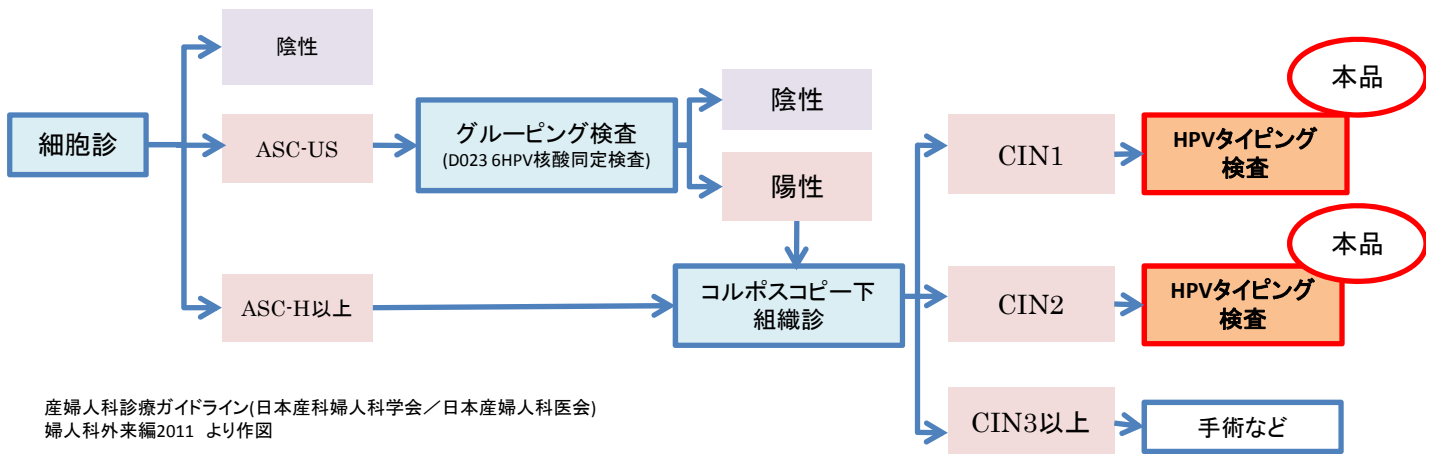 陰性
本品
細胞診
ASC-US
グルーピング検査
(D023 6HPV核酸同定検査)
陰性
陽性
CIN1
HPVタイピング
検査
本品
ASC-H以上
コルポスコピー下
組織診
CIN2
HPVタイピング
検査
CIN3以上
手術など
産婦人科診療ガイドライン(日本産科婦人科学会／日本産婦人科医会)
婦人科外来編2011 より作図